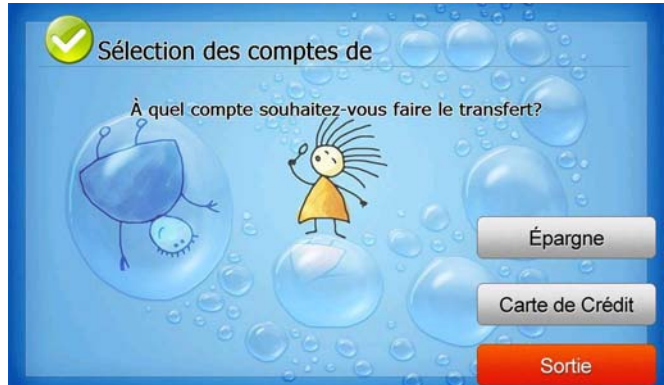 Sélection des comptes de
À quel compte souhaitez-vous faire le transfert?
Épargne
Carte de Crédit
Sortie